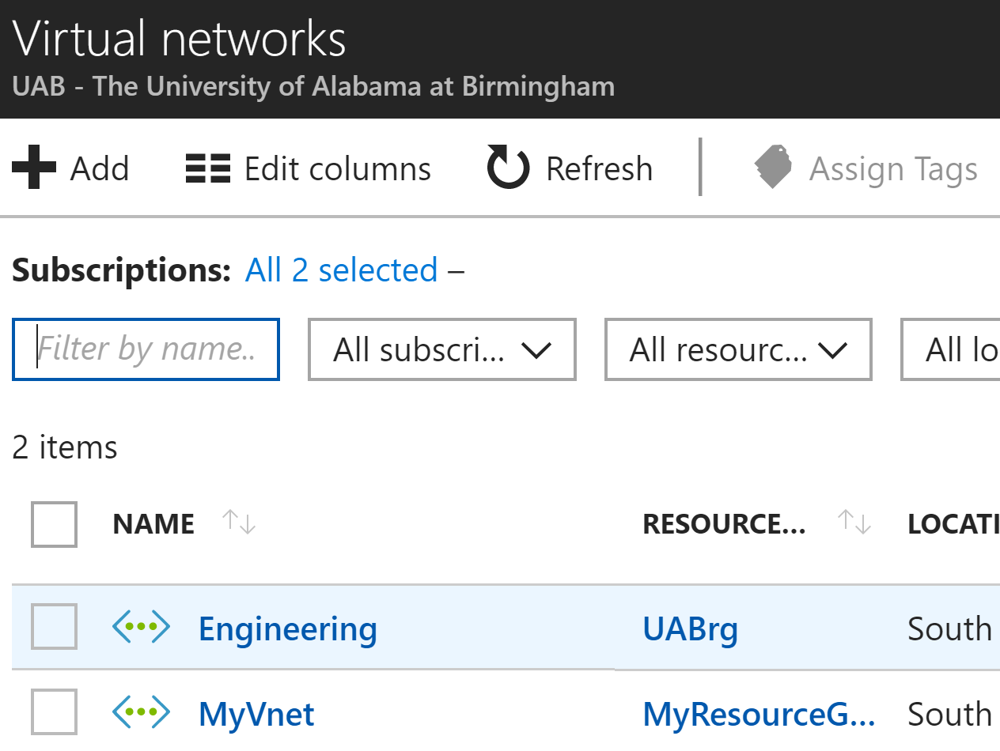 Virtual networks
UAB - The University of Alabama at Birmingham
Add Edit columns Refresh Assign Tags
Subscriptions: All 2 selected –
Filter by name.. All subscri... All resourc... All lo
2 items
NAME RESOURCE... LOCATI
Engineering UABrg South
MyVnet MyResourceG... South